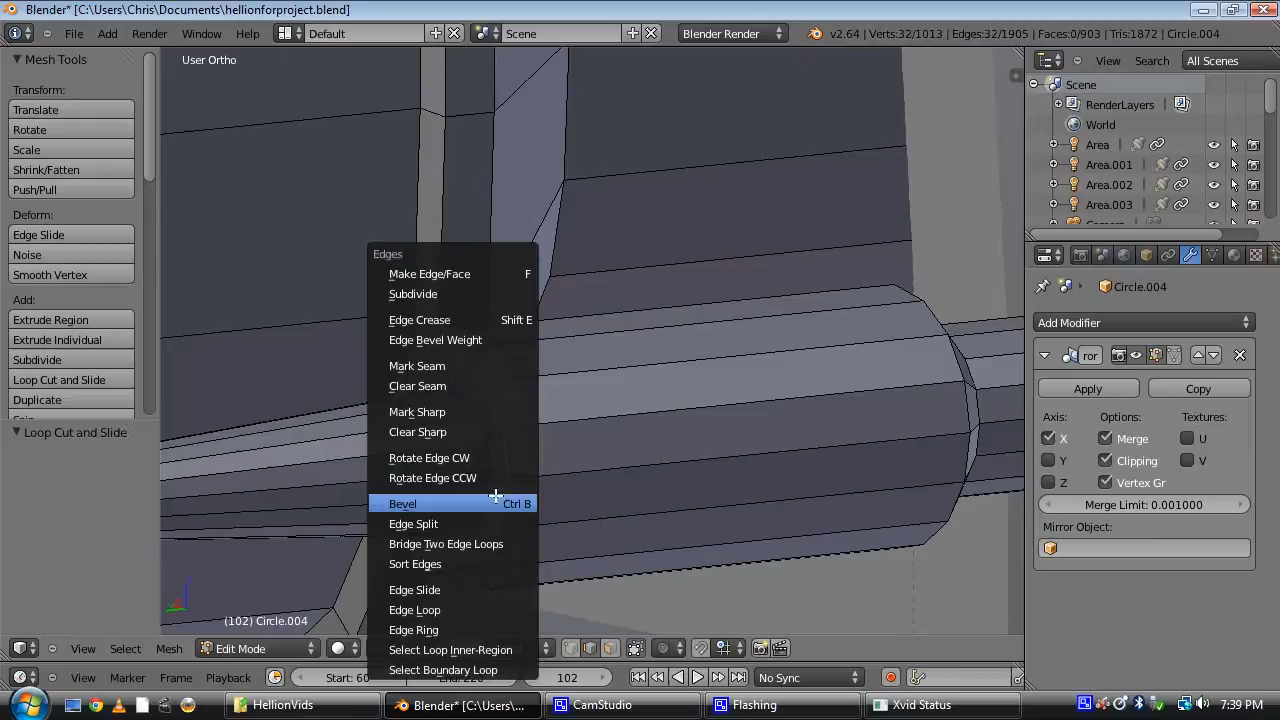 Blender* [C:\Users\Chris\Documents\hellionforproject.blend]
File Add Render Window Help Default Scene Blender Render v2.64 | Verts:32/1013 | Edges:32/1905 | Faces:0/903 | Tris:1872 | Circle.004
Mesh Tools
Transform:
Translate
Rotate
Scale
Shrink/Fatten
Push/Pull
Deform:
Edge Slide
Noise
Smooth Vertex
Add:
Extrude Region
Extrude Individual
Subdivide
Loop Cut and Slide
Duplicate
Loop Cut and Slide
User Ortho
Edges
Make Edge/Face F
Subdivide
Edge Crease Shift E
Edge Bevel Weight
Mark Seam
Clear Seam
Mark Sharp
Clear Sharp
Rotate Edge CW
Rotate Edge CCW
Bevel Ctrl B
Edge Split
Bridge Two Edge Loops
Sort Edges
Edge Slide
Edge Loop
Edge Ring
Select Loop Inner-Region
Select Boundary Loop
(102) Circle.004
View Search All Scenes
Scene
RenderLayers
World
Area
Area.001
Area.002
Area.003
Circle.004
Add Modifier
ror
Apply Copy
Axis: Options: Textures:
X Merge U
Y Clipping V
Z Vertex Gr
Merge Limit: 0.001000
Mirror Object:
View Select Mesh Edit Mode
View Marker Frame Playback Start: 60 102 No Sync
HellionVids Blender* [C:\Users\... CamStudio Flashing Xvid Status 7:39 PM